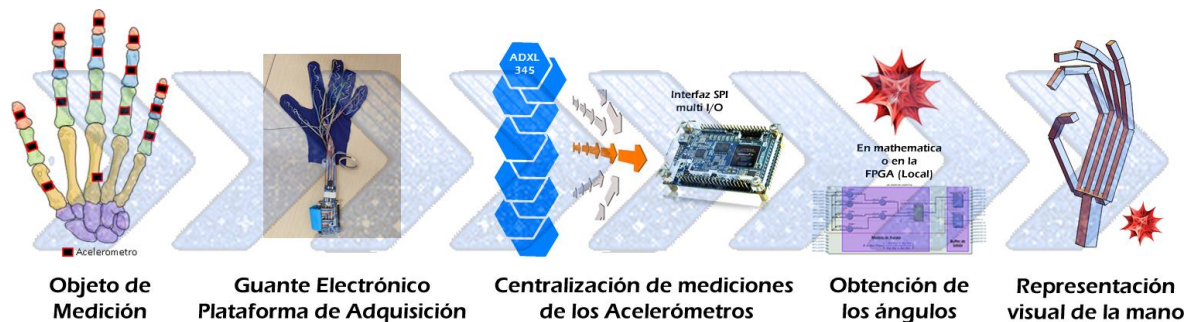 Acelerometro
Objeto de
Medición
Guante Electrónico
Plataforma de Adquisición
ADXL
345
Interfaz SPI
multi I/O
Centralización de mediciones
de los Acelerómetros
En mathematica
o en la
FPGA (Local)
Obtención de
los ángulos
Representación
visual de la mano